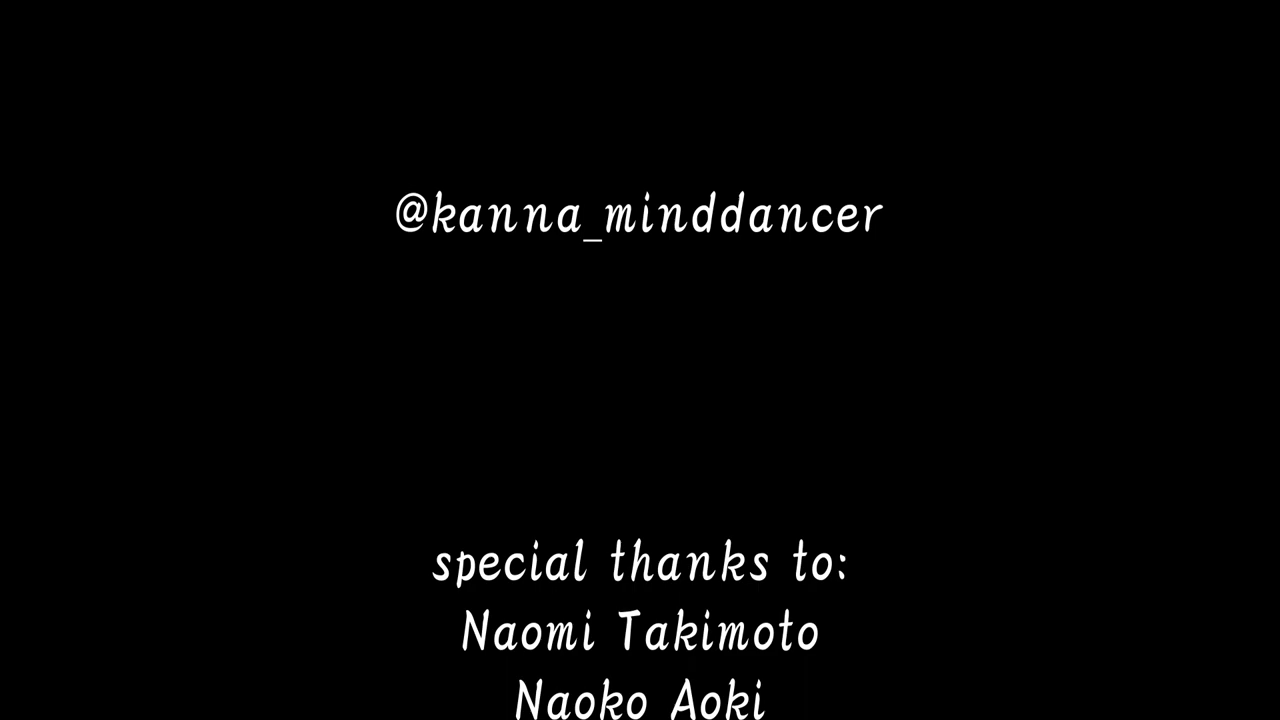 @kanna_minddancer
special thanks to:
Naomi Takimoto
Naoko Aoki